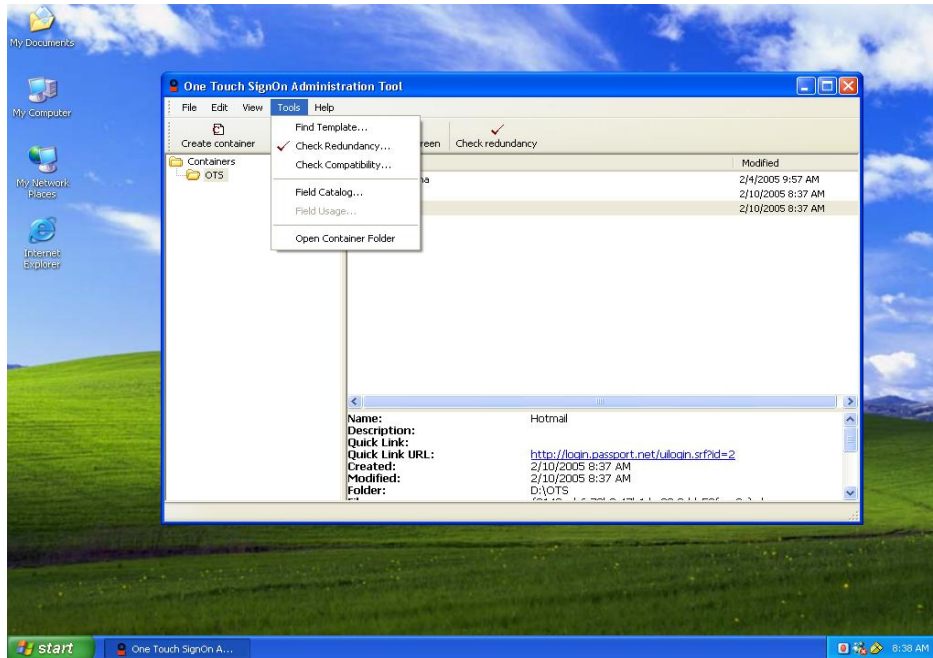 My Documents
My Computer
My Network
Places
Internet
Explorer
One Touch SignOn Administration Tool
File Edit View Tools Help
Create container
Check redundancy
Find Template...
Check Redundancy...
Check Compatibility...
Field Catalog...
Field Usage...
Open Container Folder
Containers
OTS
Modified
2/4/2005 9:57 AM
2/10/2005 8:37 AM
2/10/2005 8:37 AM
Name: Hotmail
Description:
Quick Link:
Quick Link URL: http://login.passport.net/uilogin.srf?id=2
Created: 2/10/2005 8:37 AM
Modified: 2/10/2005 8:37 AM
Folder: D:\OTS
start
One Touch SignOn A...
8:38 AM